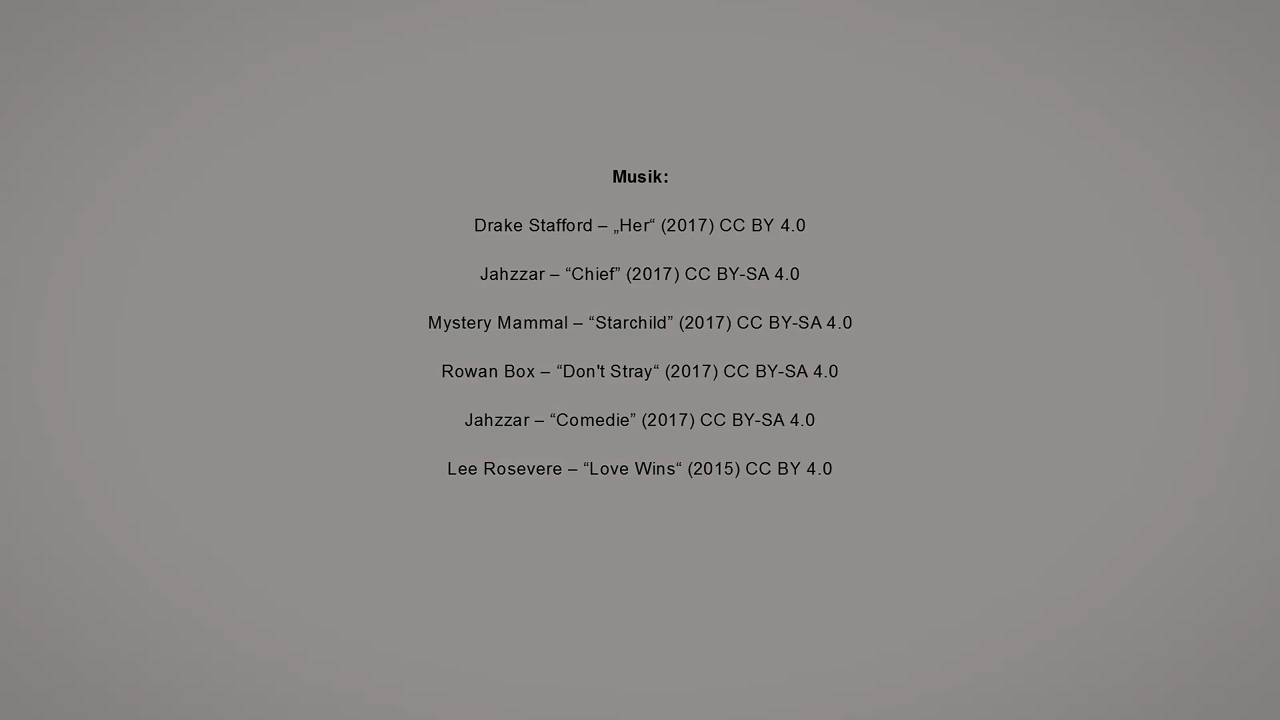 Musik:
Drake Stafford – „Her“ (2017) CC BY 4.0
Jahzzar – “Chief” (2017) CC BY-SA 4.0
Mystery Mammal – “Starchild” (2017) CC BY-SA 4.0
Rowan Box – “Don't Stray“ (2017) CC BY-SA 4.0
Jahzzar – “Comedie” (2017) CC BY-SA 4.0
Lee Rosevere – “Love Wins“ (2015) CC BY 4.0